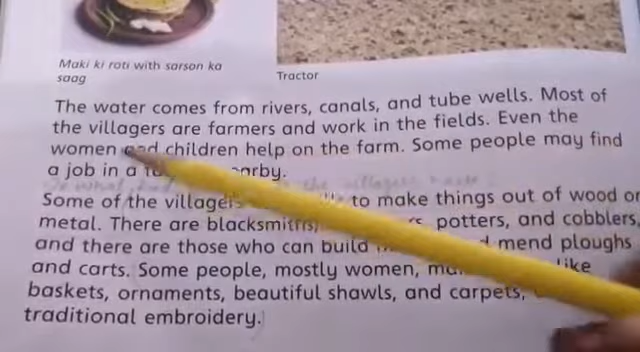 Maki ki roti with sarson ka
saag
Tractor
The water comes from rivers, canals, and tube wells. Most of
the villagers are farmers and work in the fields. Even the
women and children help on the farm. Some people may find
a job in a
Some of the villagers to make things out of wood or
metal. There are blacksmiths, potters, and cobblers,
and there are those who can build mend ploughs
and carts. Some people, mostly women, like
baskets, ornaments, beautiful shawls, and carpets,
traditional embroidery.